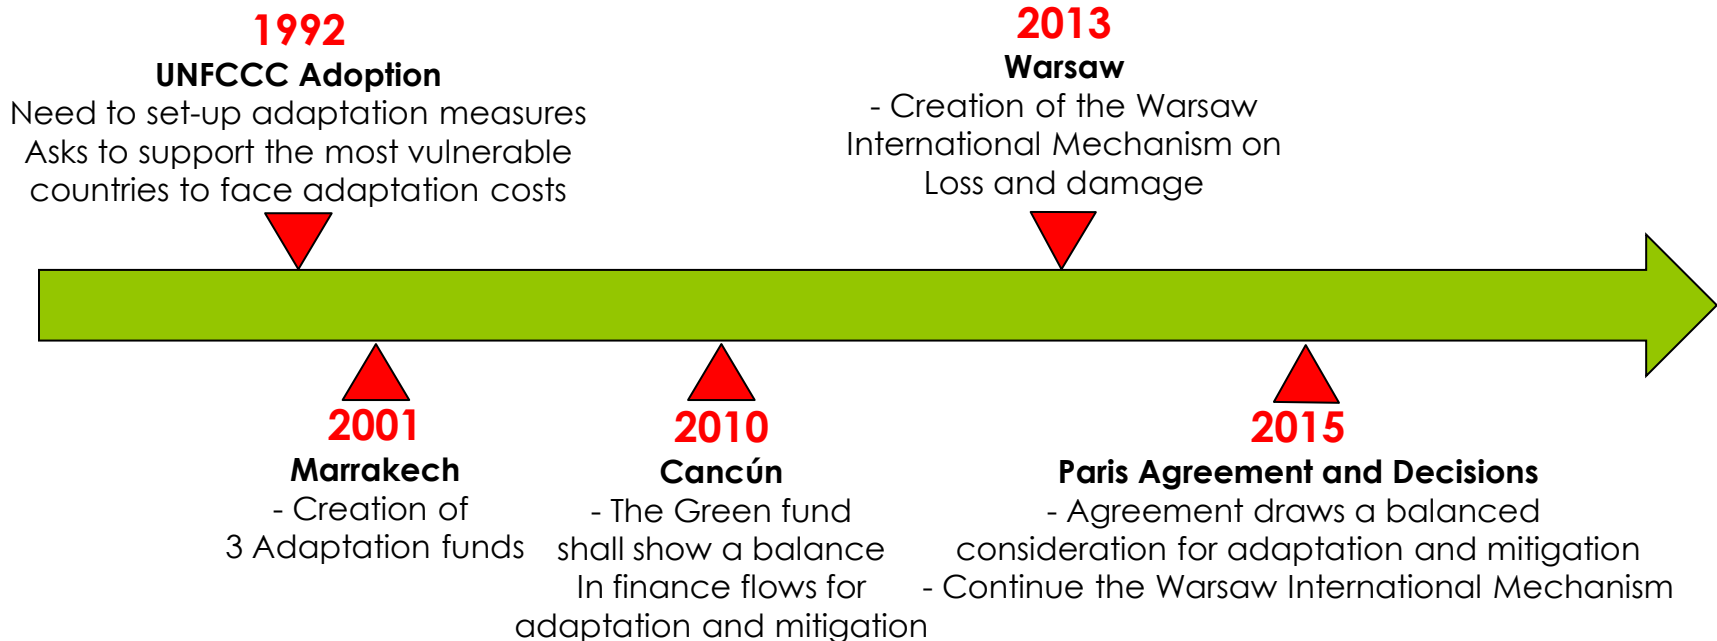 1992
UNFCCC Adoption
Need to set-up adaptation measures
Asks to support the most vulnerable
countries to face adaptation costs
2013
Warsaw
- Creation of the Warsaw
International Mechanism on
Loss and damage
2001
Marrakech
- Creation of
3 Adaptation funds
2010
Cancún
- The Green fund
shall show a balance
In finance flows for
adaptation and mitigation
2015
Paris Agreement and Decisions
- Agreement draws a balanced
consideration for adaptation and mitigation
- Continue the Warsaw International Mechanism